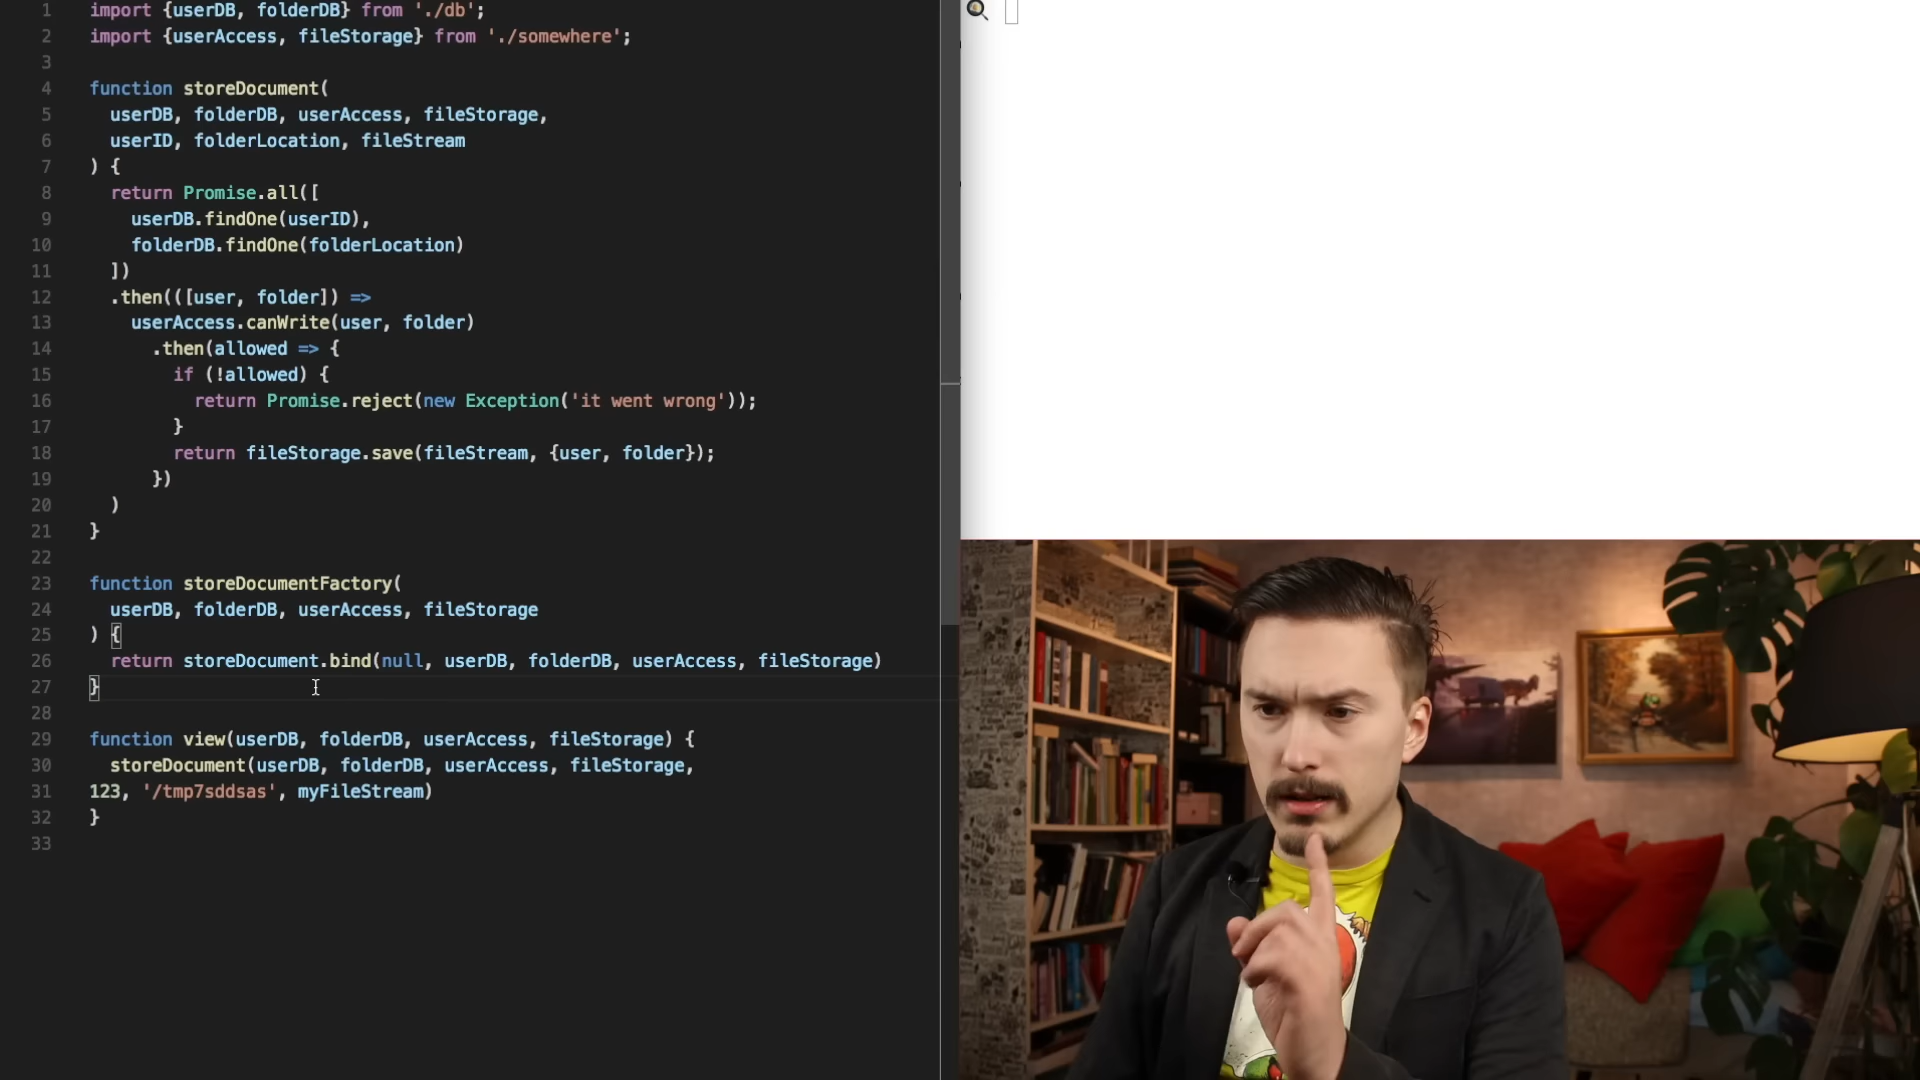 1 import {userDB, folderDB} from './db';
2 import {userAccess, fileStorage} from './somewhere';
3
4 function storeDocument(
5 userDB, folderDB, userAccess, fileStorage,
6 userID, folderLocation, fileStream
7 ) {
8 return Promise.all([
9 userDB.findOne(userID),
10 folderDB.findOne(folderLocation)
11 ])
12 .then(([user, folder]) =>
13 userAccess.canWrite(user, folder)
14 .then(allowed => {
15 if (!allowed) {
16 return Promise.reject(new Exception('it went wrong'));
17 }
18 return fileStorage.save(fileStream, {user, folder});
19 })
20 )
21 }
22
23 function storeDocumentFactory(
24 userDB, folderDB, userAccess, fileStorage
25 ) {
26 return storeDocument.bind(null, userDB, folderDB, userAccess, fileStorage)
27 }
28
29 function view(userDB, folderDB, userAccess, fileStorage) {
30 storeDocument(userDB, folderDB, userAccess, fileStorage,
31 123, '/tmp7sddsas', myFileStream)
32 }
33